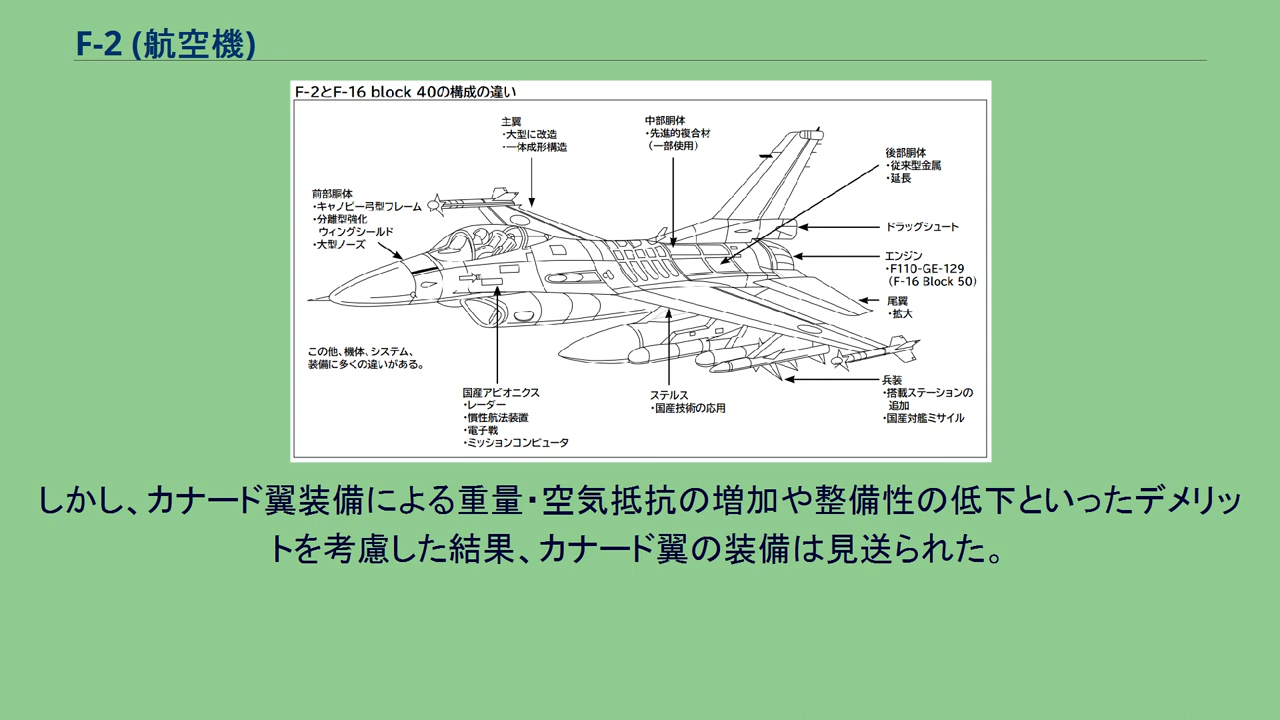 F-2 (航空機)
F-2とF-16 block 40の構成の違い
主翼
・大型に改造
・一体成形構造
中部胴体
・先進的複合材
（一部使用）
後部胴体
・従来型金属
・延長
前部胴体
・キャノピー弓型フレーム
・分離型強化
ウィングシールド
・大型ノーズ
ドラッグシュート
エンジン
・F110-GE-129
（F-16 Block 50）
尾翼
・拡大
この他、機体、システム、
装備に多くの違いがある。
国産アビオニクス
・レーダー
・慣性航法装置
・電子戦
・ミッションコンピュータ
ステルス
・国産技術の応用
兵装
・搭載ステーションの
追加
・国産対艦ミサイル
しかし、カナード翼装備による重量・空気抵抗の増加や整備性の低下といったデメリッ
トを考慮した結果、カナード翼の装備は見送られた。